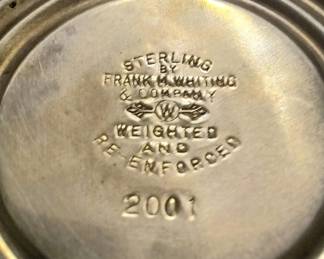 STERLING
BY
FRANK M. WHITING
& COMPANY
W
WEIGHTED
AND
RE-ENFORCED
2001